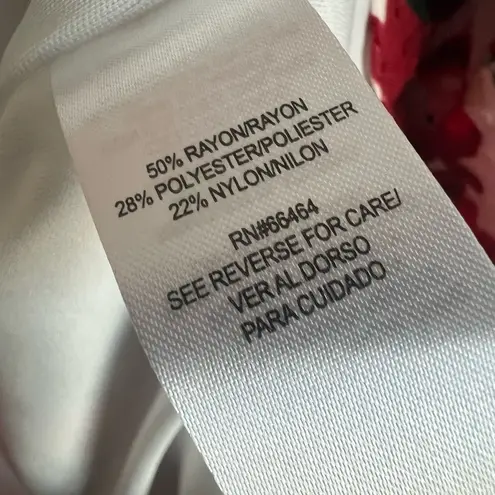 50% RAYON/RAYON
28% POLYESTER/POLIESTER
22% NYLON/NILON
RN#66464
SEE REVERSE FOR CARE/
VER AL DORSO
PARA CUIDADO